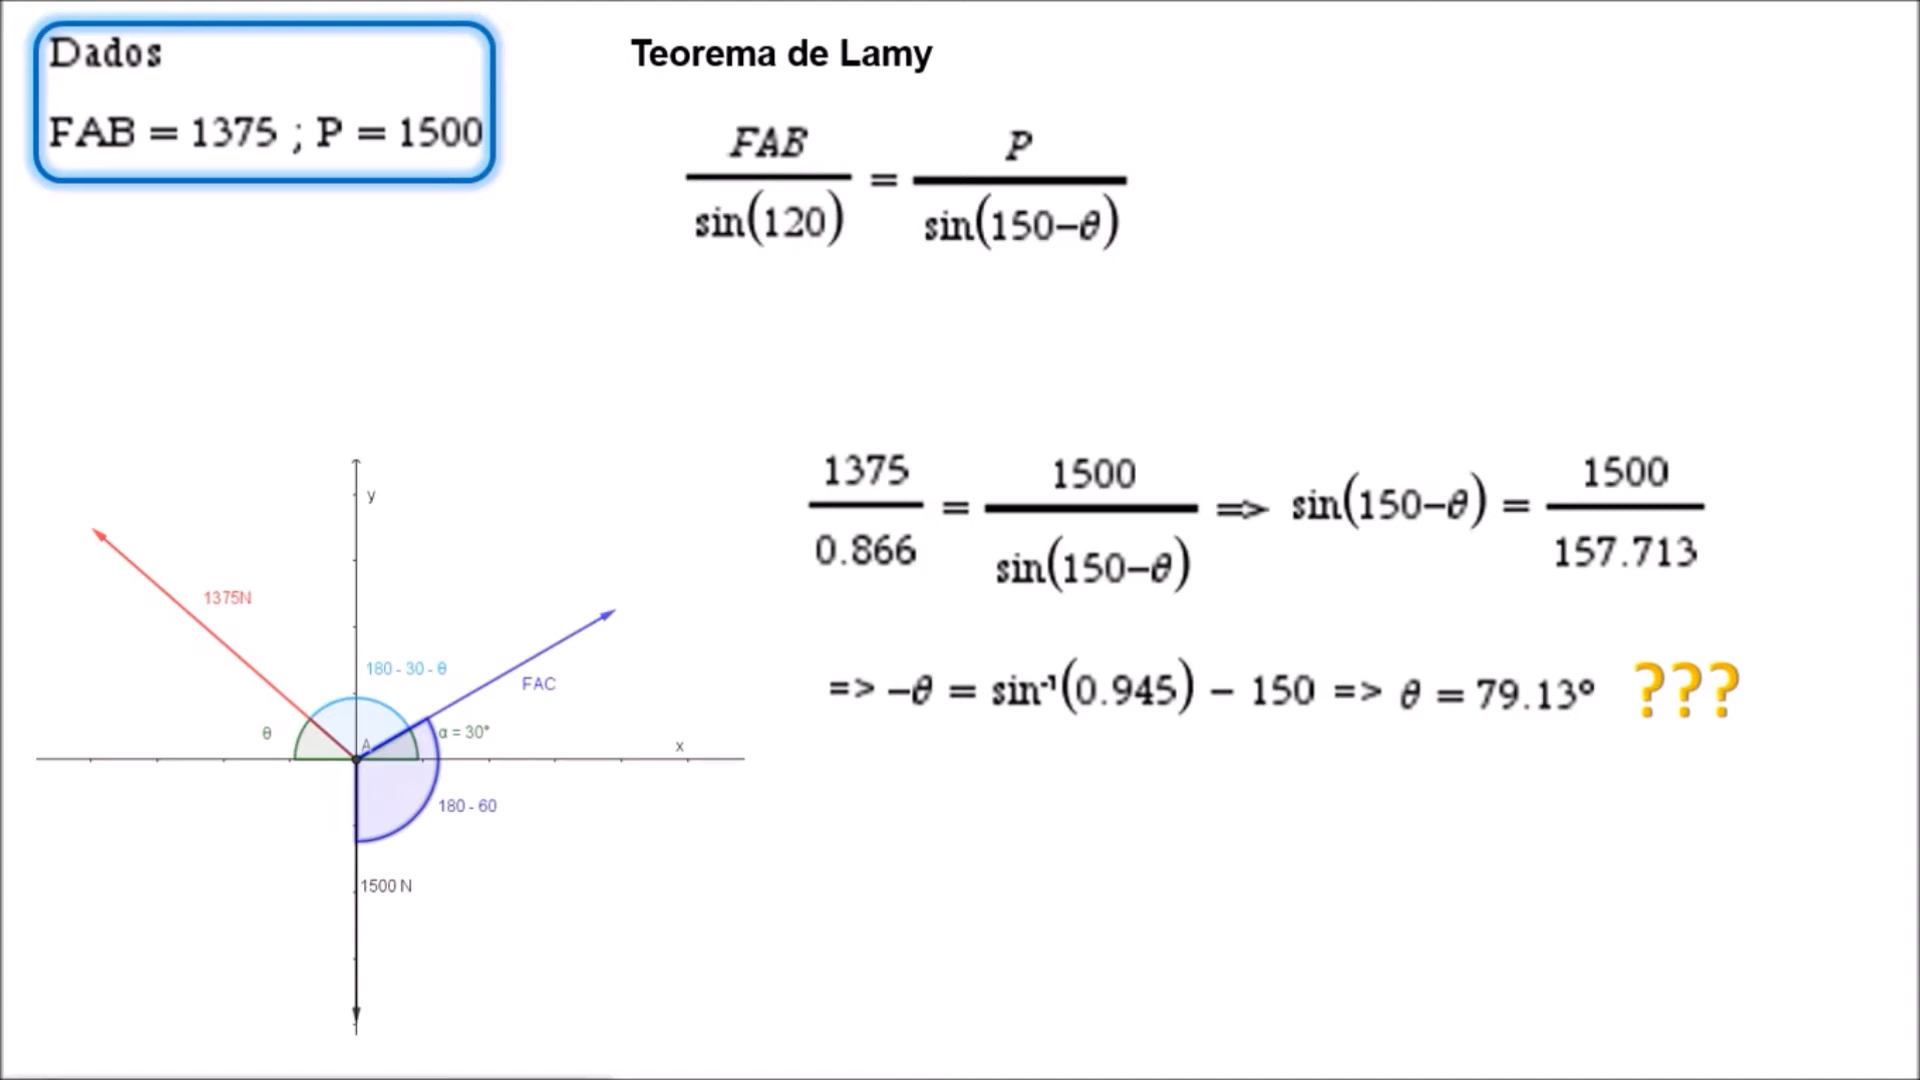 Dados
FAB = 1375 ; P = 1500
Teorema de Lamy
FAB/sin(120) = P/sin(150−θ)
1375/0.866 = 1500/sin(150−θ) => sin(150−θ) = 1500/157.713
=> −θ = sin⁻¹(0.945) − 150 => θ = 79.13° ???
y
1375N
180 - 30 - θ
FAC
θ
A
α = 30°
x
180 - 60
1500 N